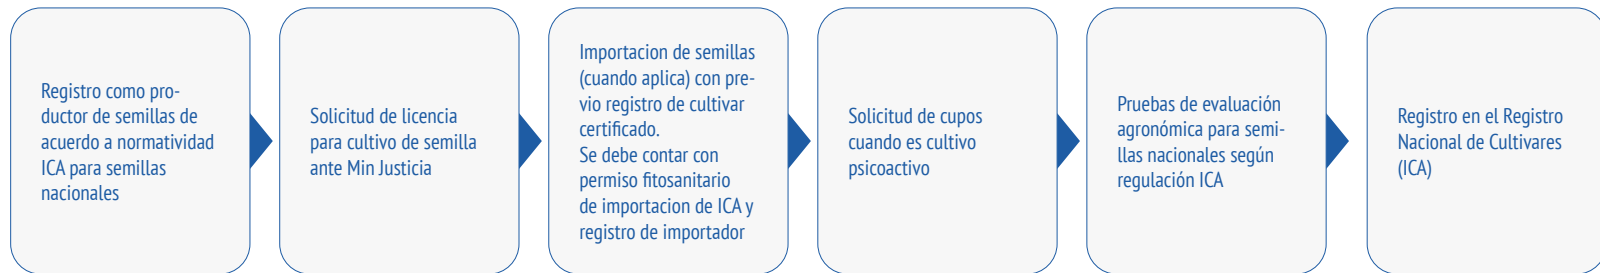 Registro como pro-
ductor de semillas de
acuerdo a normatividad
ICA para semillas
nacionales
Solicitud de licencia
para cultivo de semilla
ante Min Justicia
Importacion de semillas
(cuando aplica) con pre-
vio registro de cultivar
certificado.
Se debe contar con
permiso fitosanitario
de importacion de ICA y
registro de importador
Solicitud de cupos
cuando es cultivo
psicoactivo
Pruebas de evaluación
agronómica para semi-
llas nacionales según
regulación ICA
Registro en el Registro
Nacional de Cultivares
(ICA)